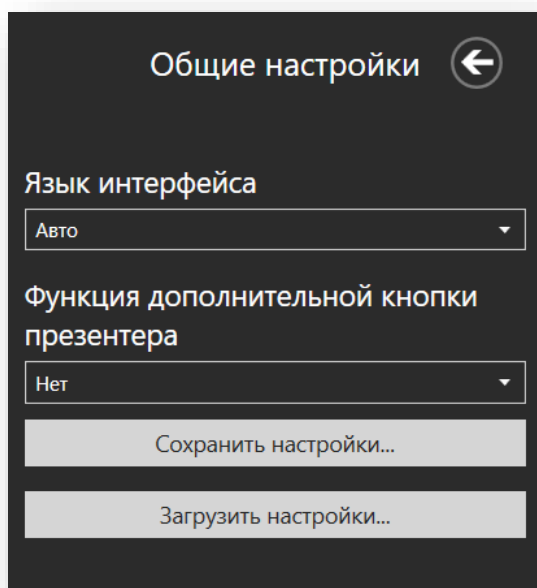 Общие настройки
Язык интерфейса
Авто
Функция дополнительной кнопки
презентера
Нет
Сохранить настройки...
Загрузить настройки...